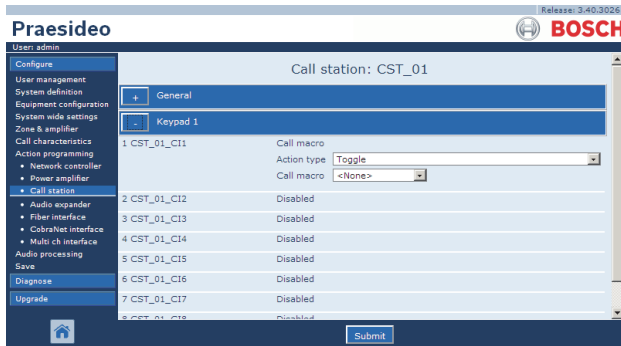 Release: 3.40.3026
Praesideo
BOSCH
User: admin
Configure
User management
System definition
Equipment configuration
System wide settings
Zone & amplifier
Call characteristics
Action programming
• Network controller
• Power amplifier
• Call station
• Audio expander
• Fiber interface
• CobraNet interface
• Multi ch interface
Audio processing
Save
Diagnose
Upgrade
Call station: CST_01
+ General
- Keypad 1
1 CST_01_CI1 Call macro
Action type Toggle
Call macro <None>
2 CST_01_CI2 Disabled
3 CST_01_CI3 Disabled
4 CST_01_CI4 Disabled
5 CST_01_CI5 Disabled
6 CST_01_CI6 Disabled
7 CST_01_CI7 Disabled
8 CST_01_CI8 Disabled
Submit